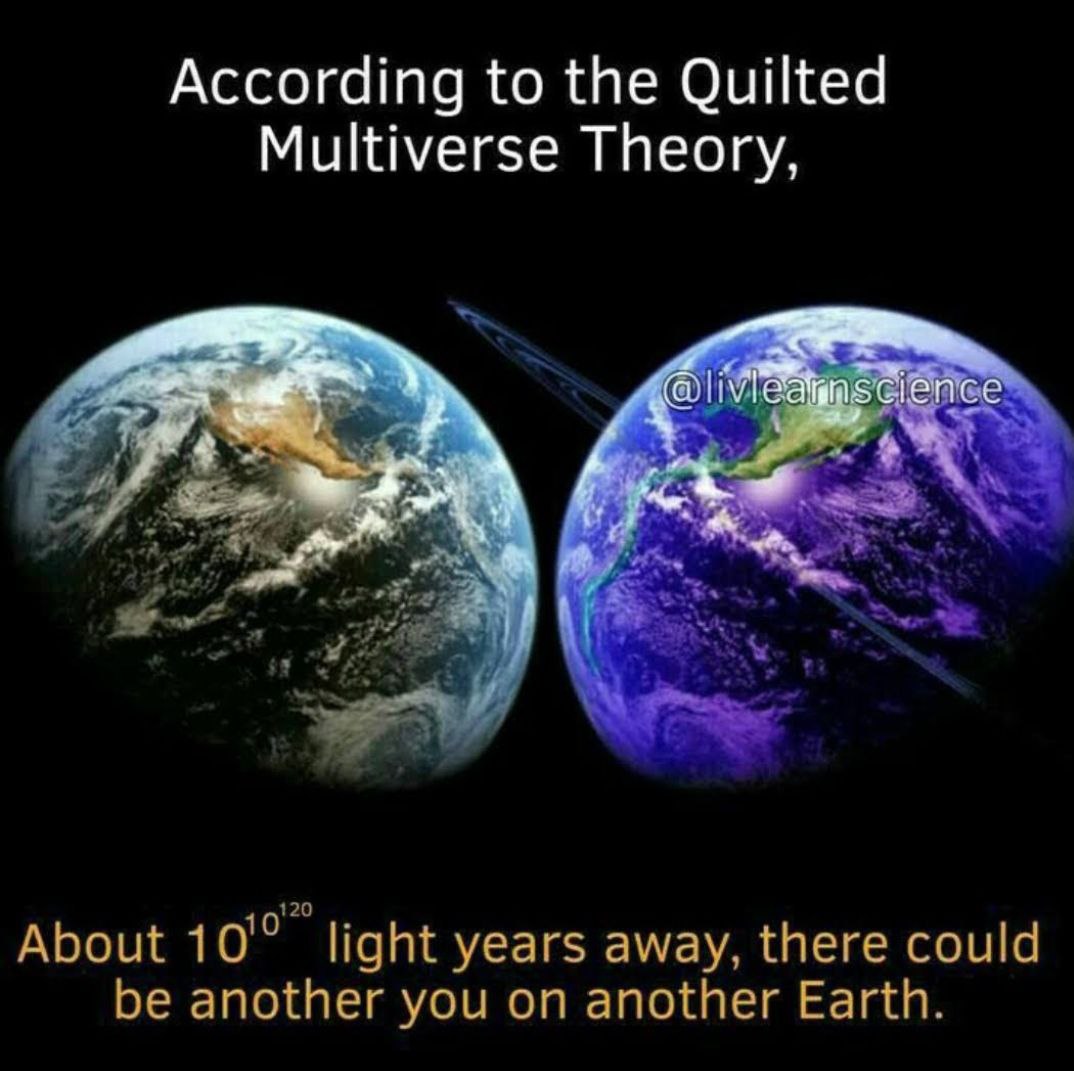 According to the Quilted
Multiverse Theory,
@livlearnscience
About 10^10^120 light years away, there could
be another you on another Earth.